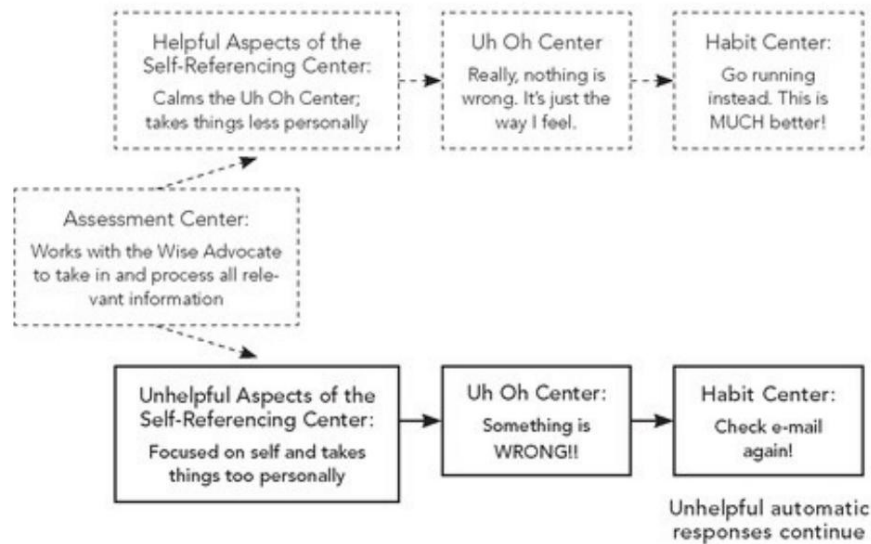 Helpful Aspects of the
Self-Referencing Center:
Calms the Uh Oh Center;
takes things less personally
Uh Oh Center
Really, nothing is
wrong. It's just the
way I feel.
Habit Center:
Go running
instead. This is
MUCH better!
Assessment Center:
Works with the Wise Advocate
to take in and process all rele-
vant information
Unhelpful Aspects of the
Self-Referencing Center:
Focused on self and takes
things too personally
Uh Oh Center:
Something is
WRONG!!
Habit Center:
Check e-mail
again!
Unhelpful automatic
responses continue